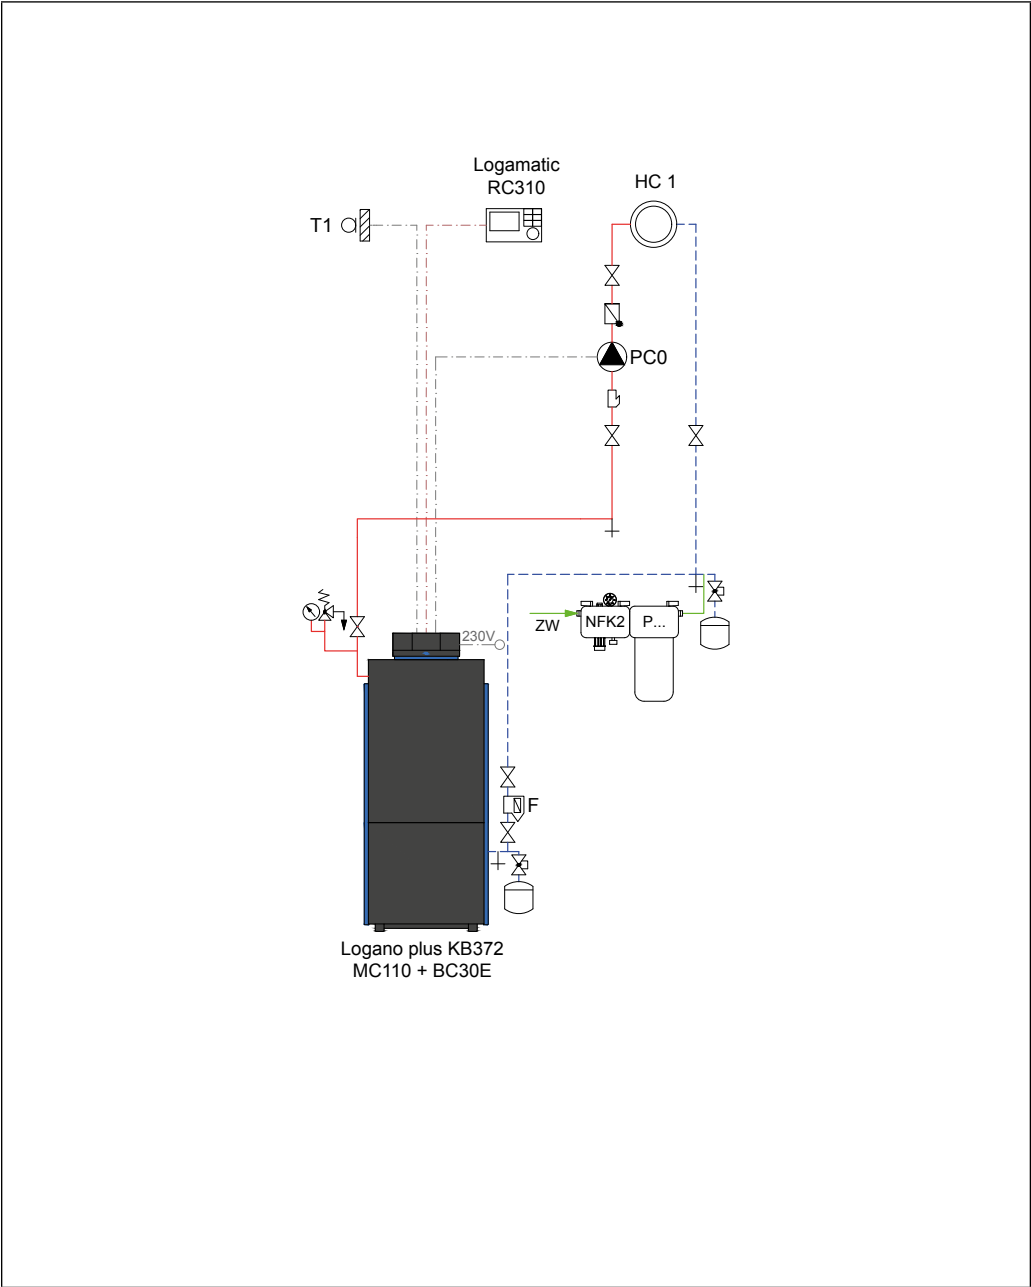 Logamatic
RC310
HC 1
T1
PC0
230V
ZW
NFK2
P...
F
Logano plus KB372
MC110 + BC30E